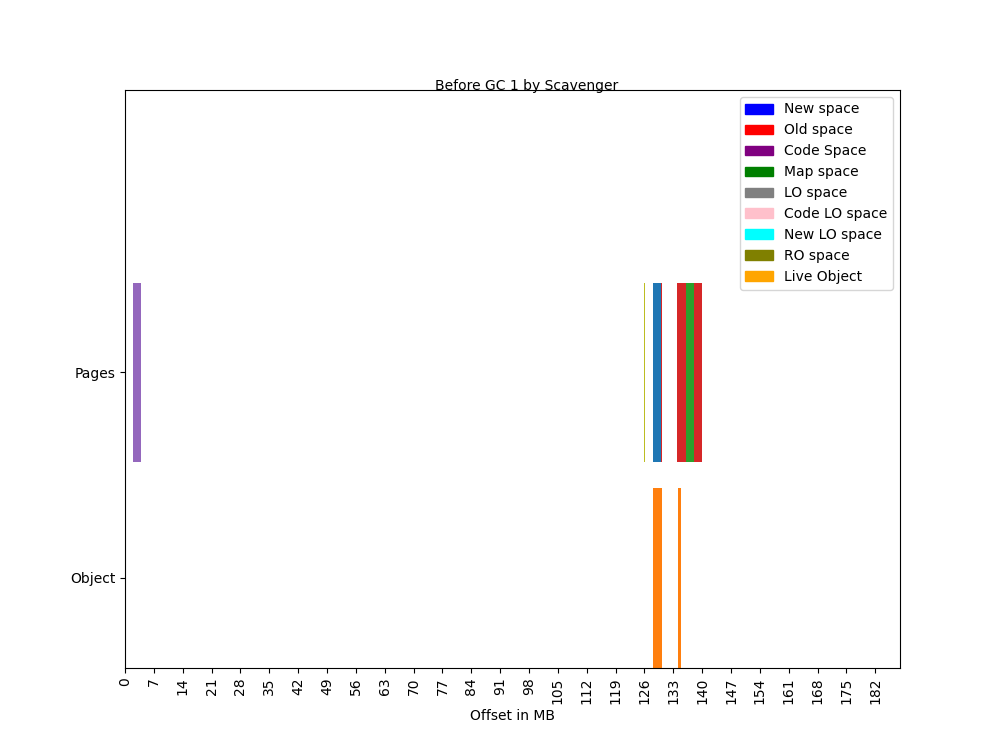 Before GC 1 by Scavenger
New space
Old space
Code Space
Map space
LO space
Code LO space
New LO space
RO space
Live Object
Pages
Object
0 7 14 21 28 35 42 49 56 63 70 77 84 91 98 105 112 119 126 133 140 147 154 161 168 175 182
Offset in MB